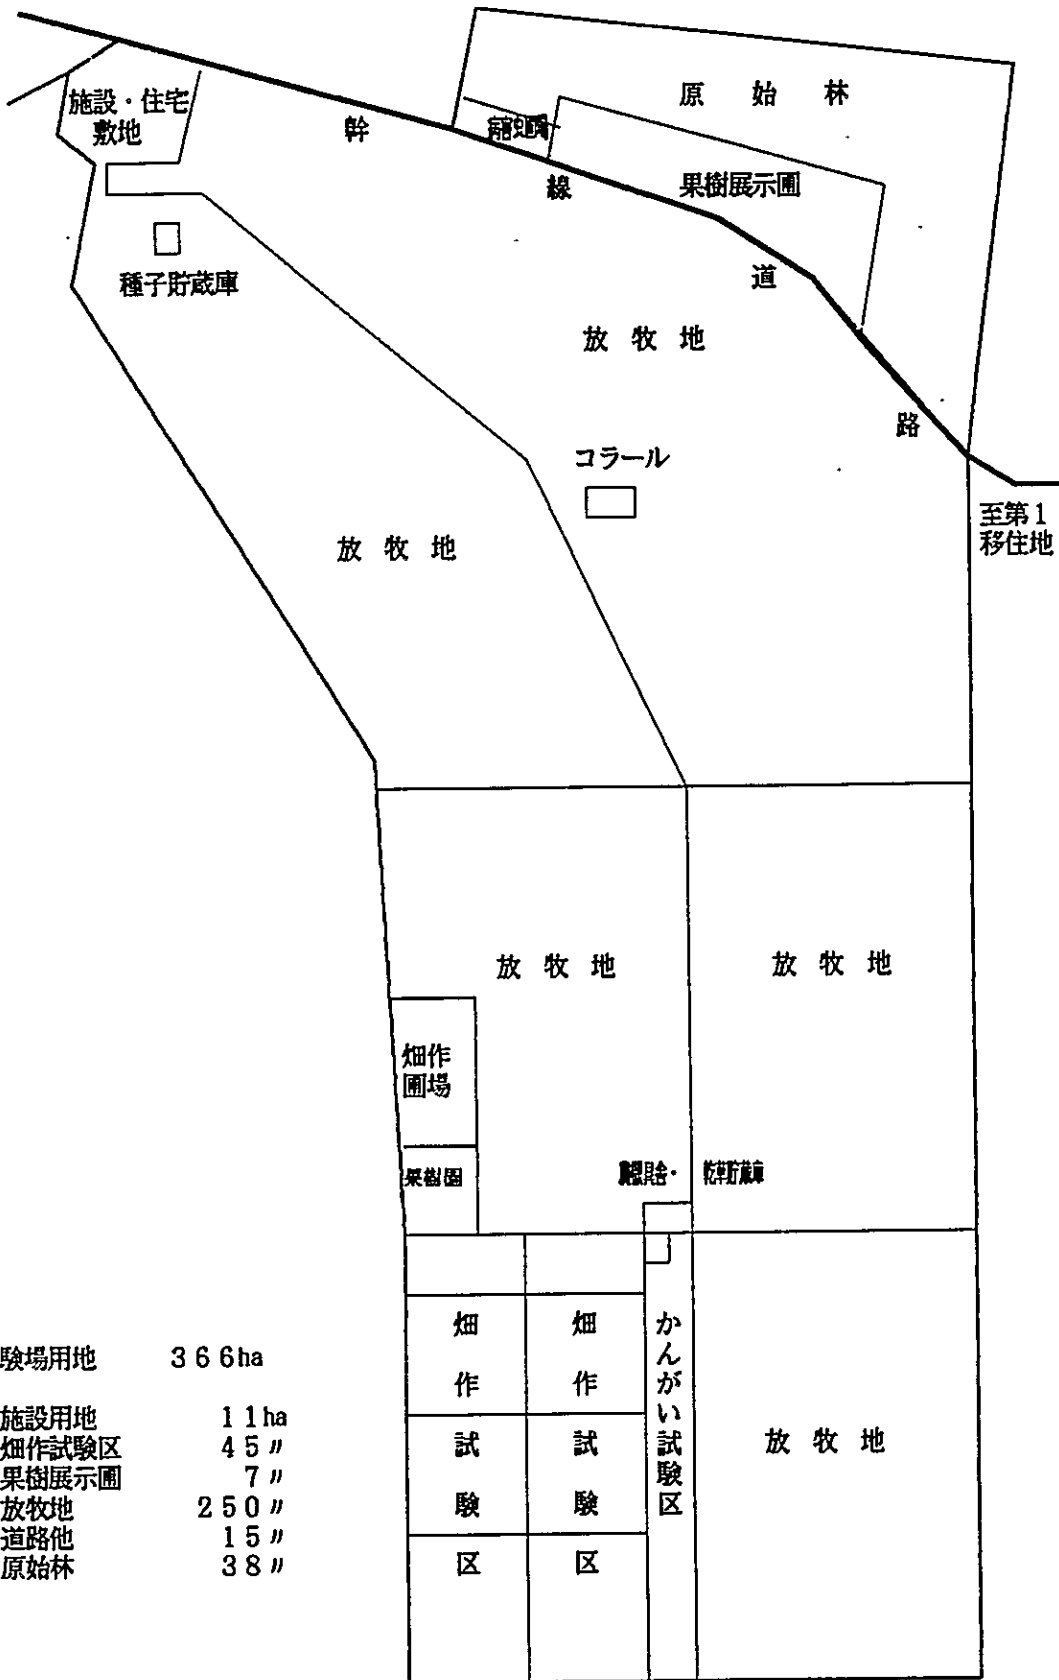 原始林
施設・住宅
敷地
幹線道路
果樹展示圃
種子貯蔵庫
放牧地
コラール
至第1
移住地
放牧地
放牧地
放牧地
畑作
圃場
果樹園
乾草貯蔵庫
畑作試験区
畑作試験区
かんがい試験区
放牧地
験場用地 366ha
施設用地 11ha
畑作試験区 45〃
果樹展示圃 7〃
放牧地 250〃
道路他 15〃
原始林 38〃